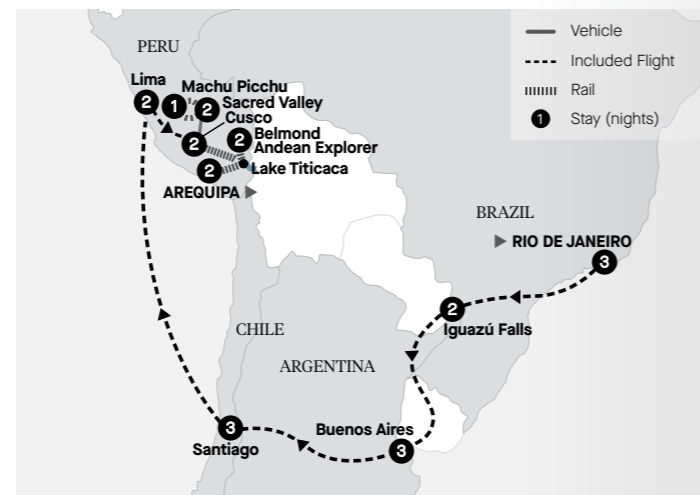 Vehicle
Included Flight
Rail
1 Stay (nights)
PERU
Lima
2
Machu Picchu
1
2 Sacred Valley
Cusco
2
2 Belmond
Andean Explorer
2
Lake Titicaca
AREQUIPA
BRAZIL
RIO DE JANEIRO
3
2
Iguazú Falls
CHILE
ARGENTINA
3
Santiago
Buenos Aires
3